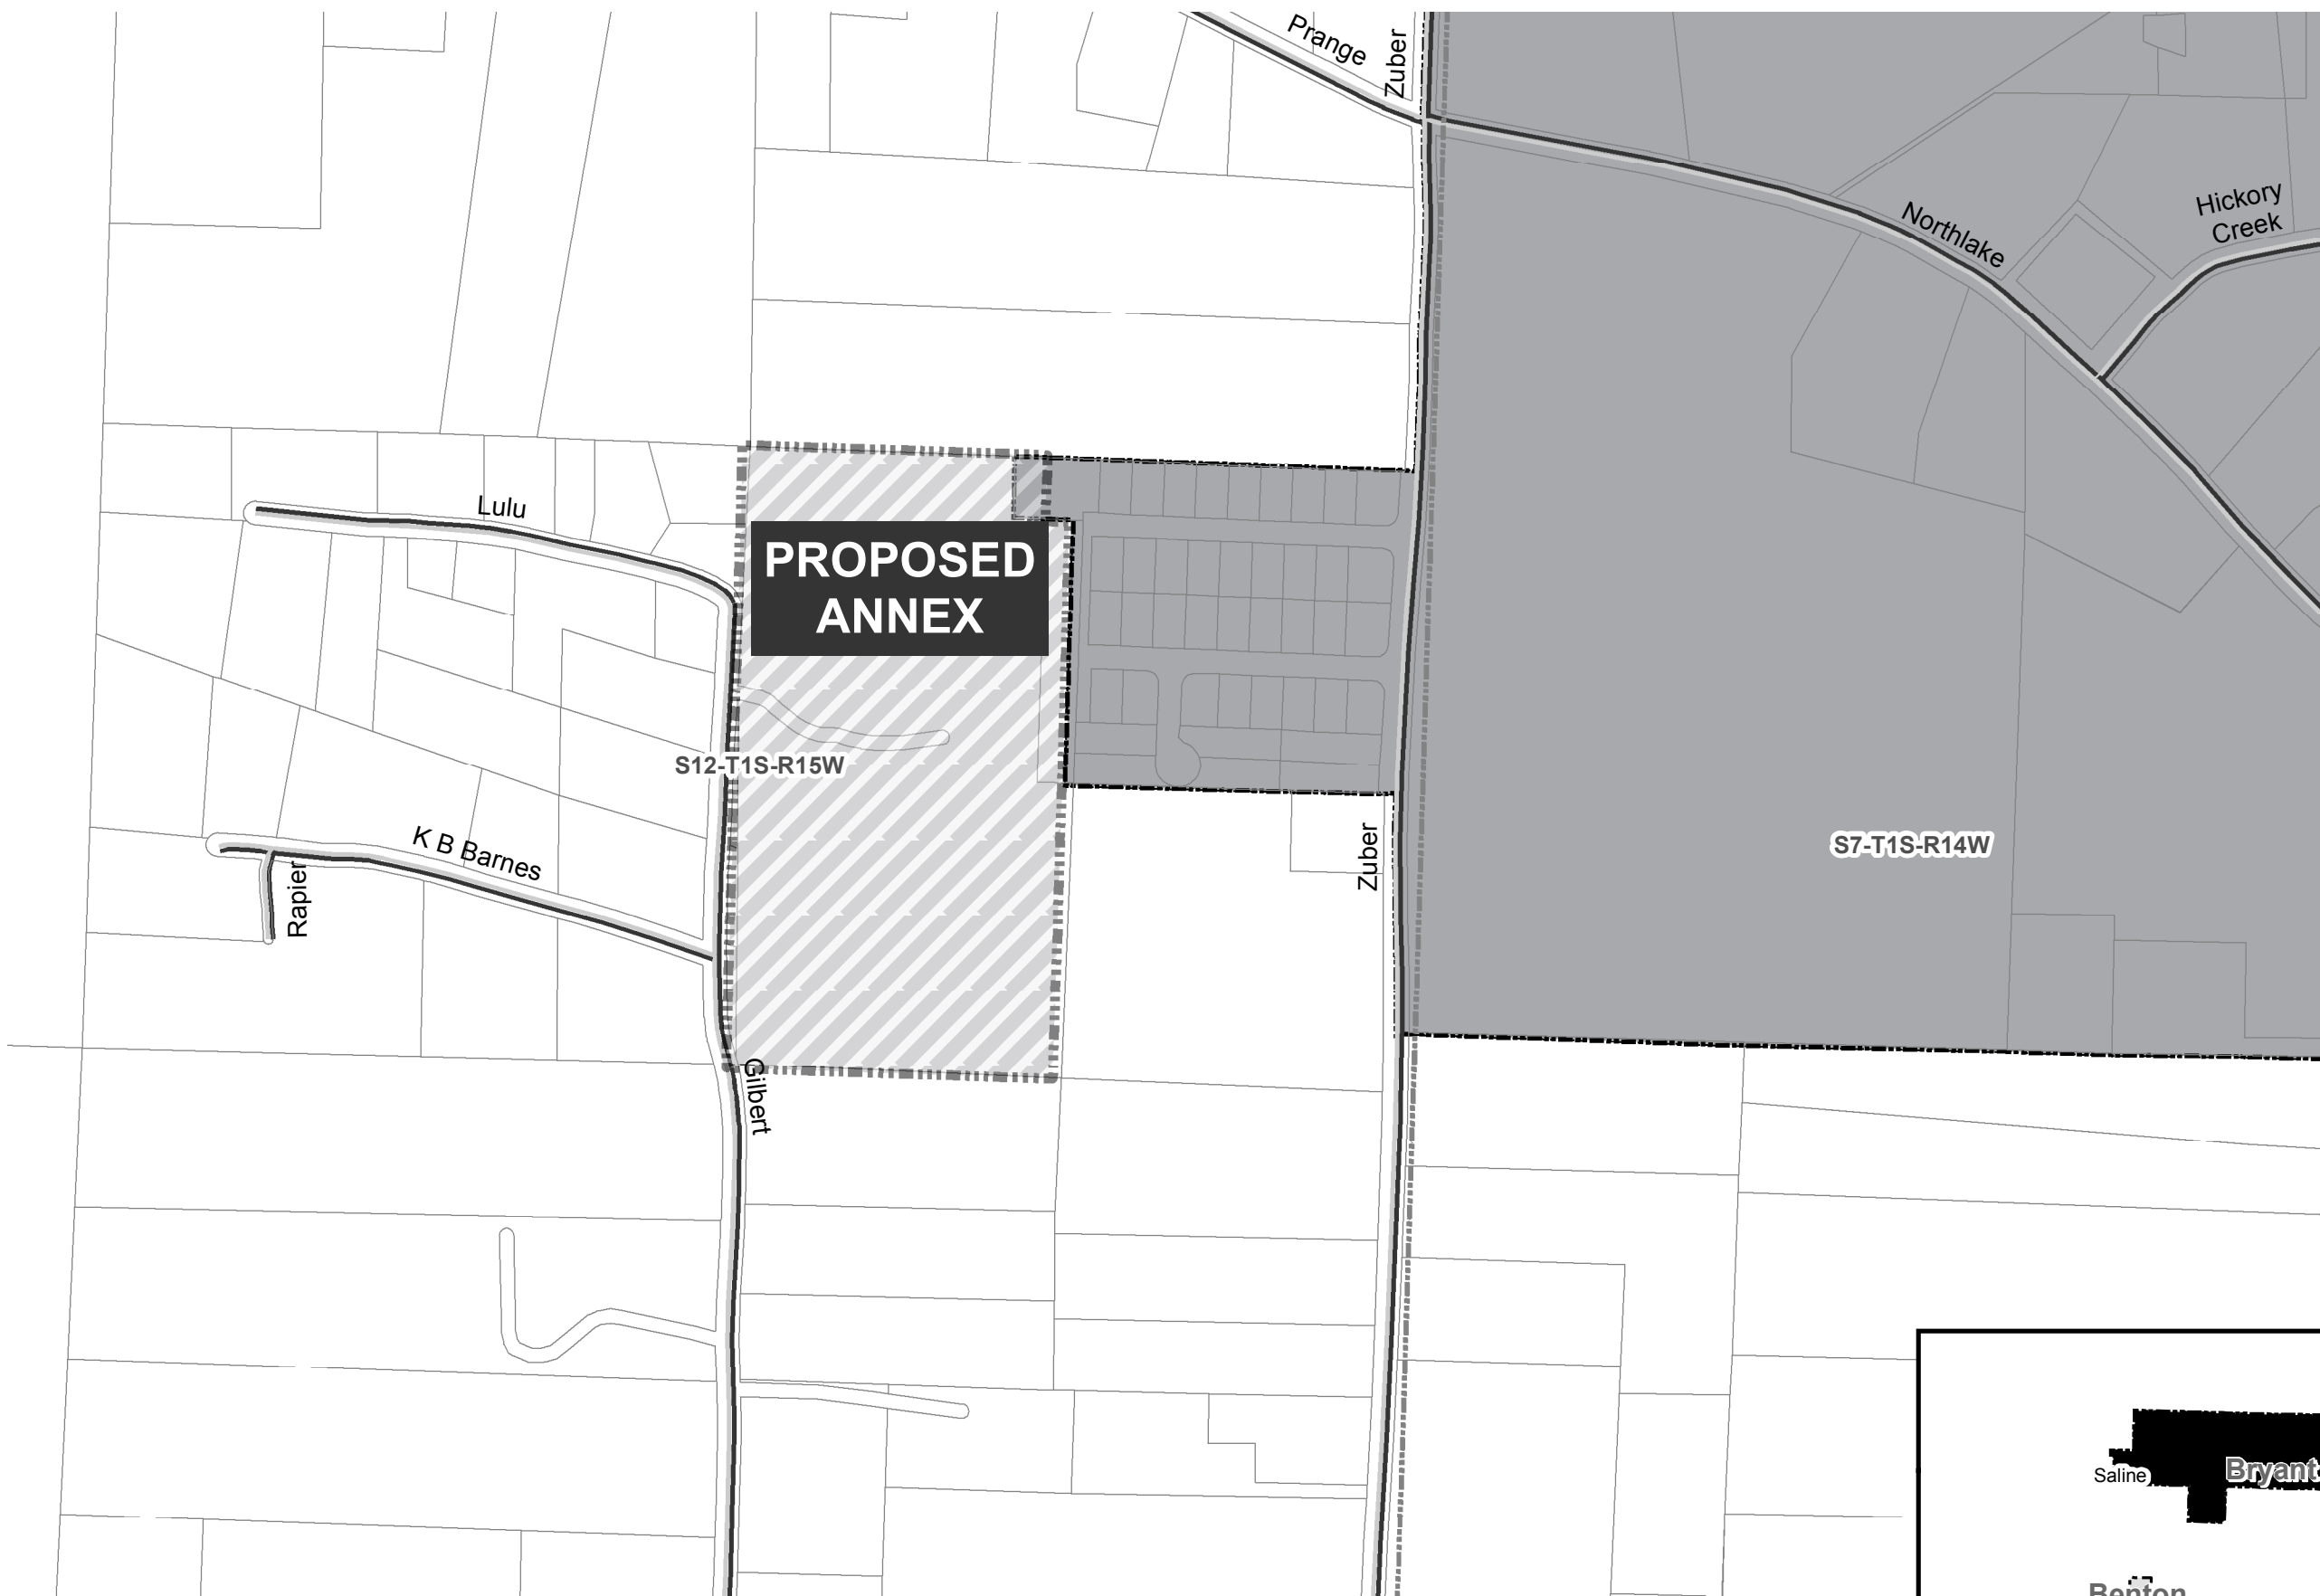 Prange
Zuber
Hickory
Creek
Northlake
Lulu
PROPOSED
ANNEX
S12-T1S-R15W
K B Barnes
Rapier
Zuber
S7-T1S-R14W
Gilbert
Saline
Bryant
Benton